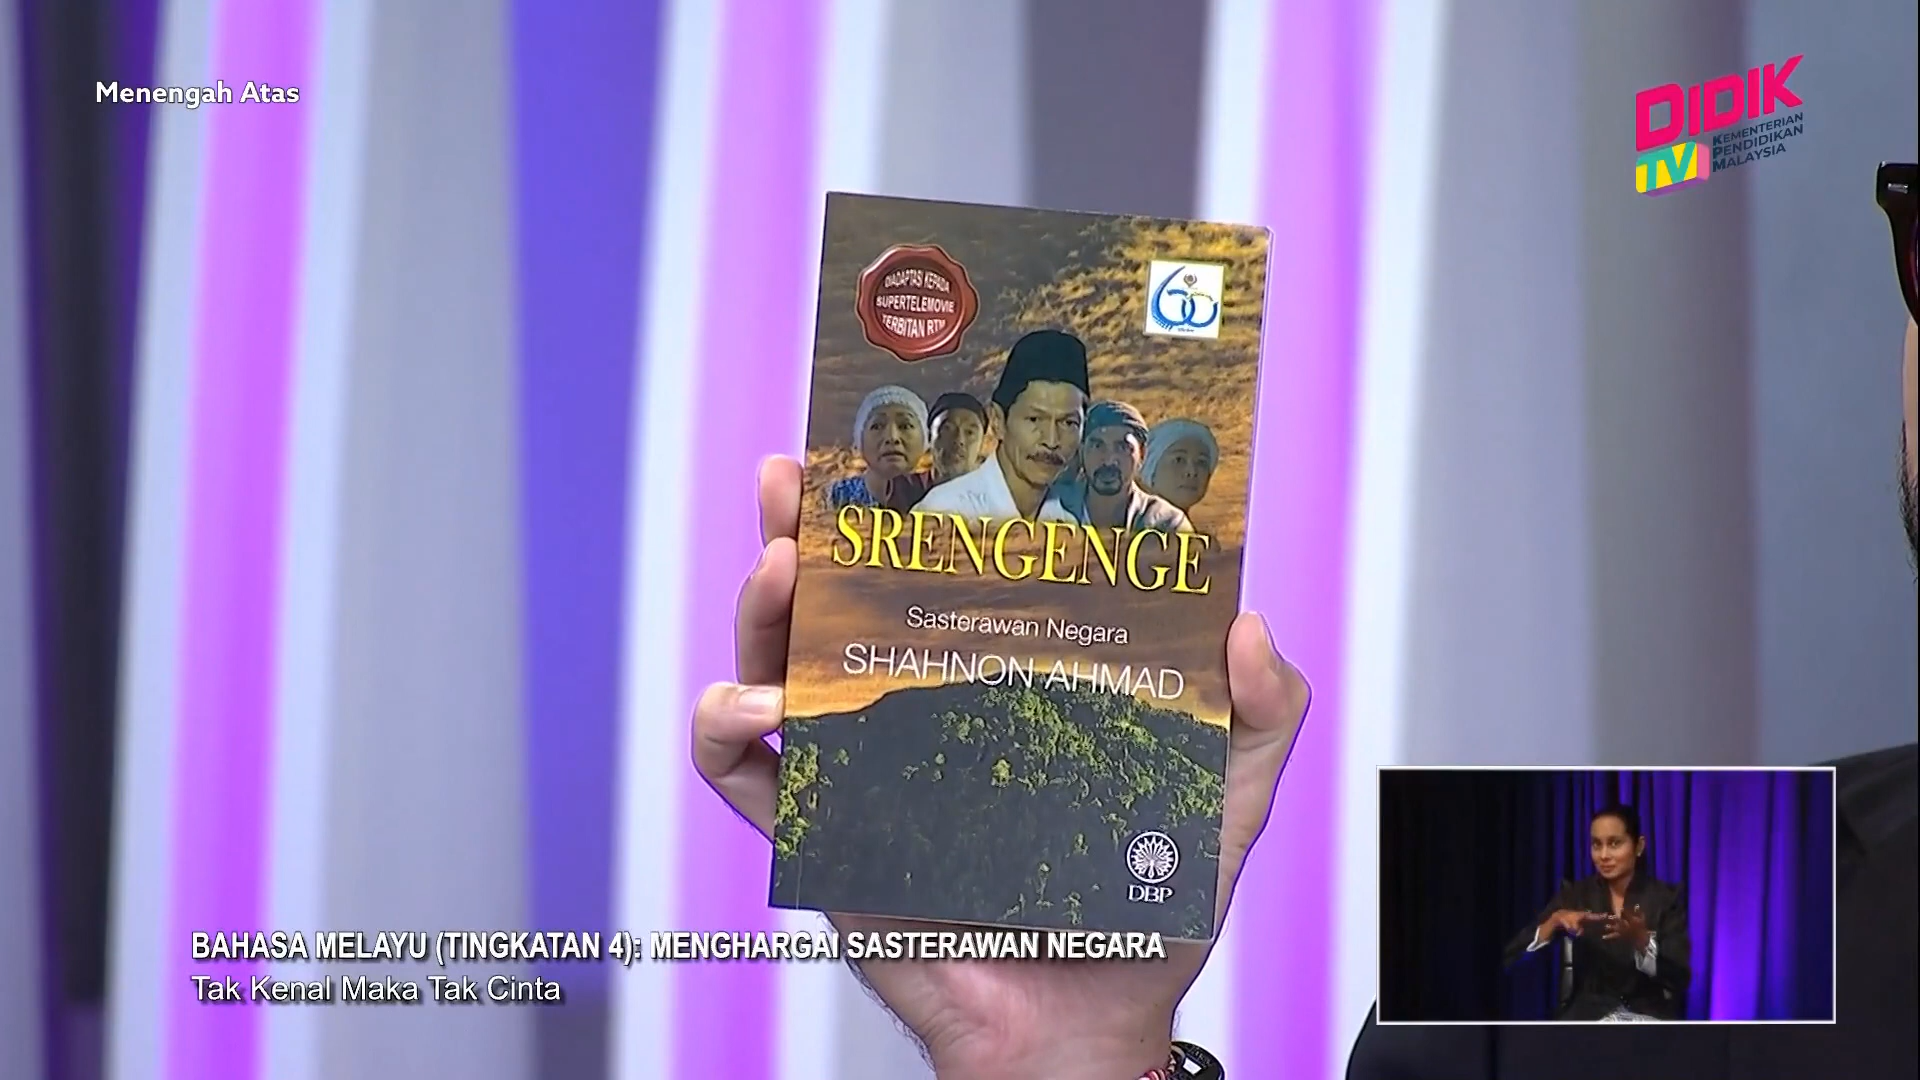 Menengah Atas
DIDIK
TV
KEMENTERIAN
PENDIDIKAN
MALAYSIA
DIADAPTASI KEPADA
SUPERTELEMOVIE
TERBITAN RTM
60
SRENGENGE
Sasterawan Negara
SHAHNON AHMAD
DBP
BAHASA MELAYU (TINGKATAN 4): MENGHARGAI SASTERAWAN NEGARA
Tak Kenal Maka Tak Cinta